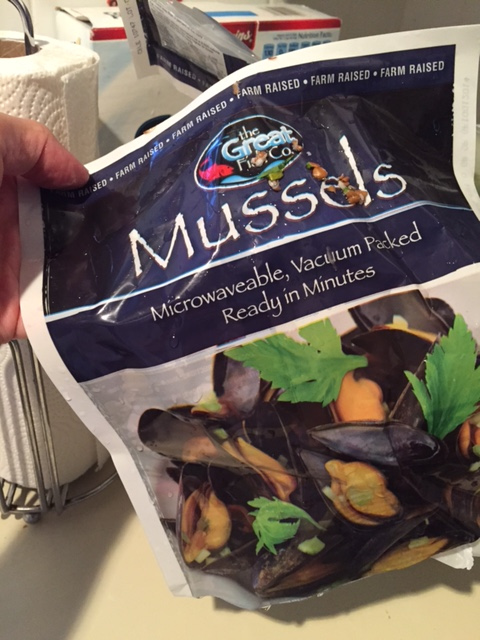 FARM RAISED • FARM RAISED • FARM RAISED • FARM RAISED • FARM RAISED
the
Great
Fish Co.
Mussels
Microwaveable, Vacuum Packed
Ready in Minutes